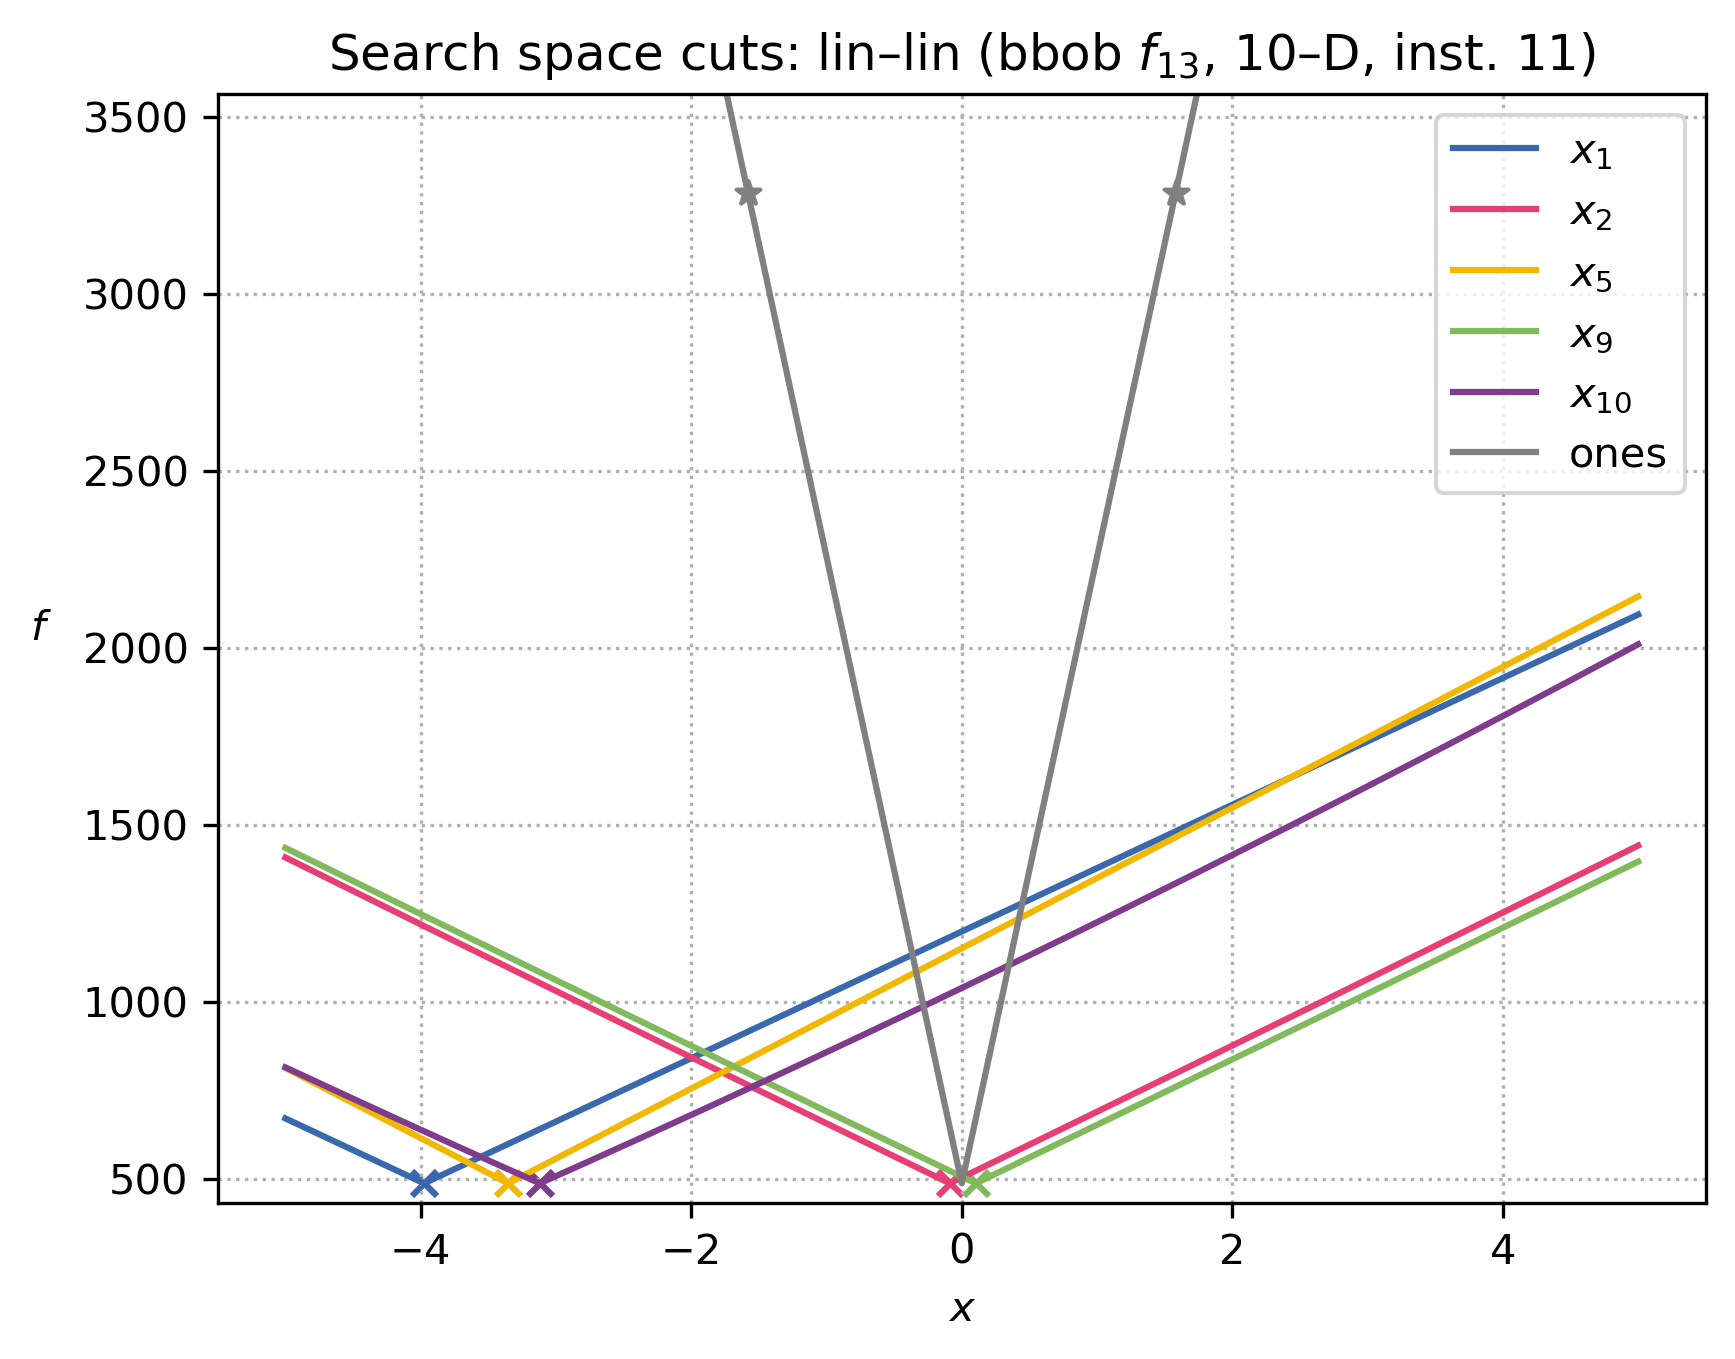 Search space cuts: lin–lin (bbob f13, 10–D, inst. 11)
3500
3000
2500
2000
1500
1000
500
f
x1
x2
x5
x9
x10
ones
−4 −2 0 2 4
x